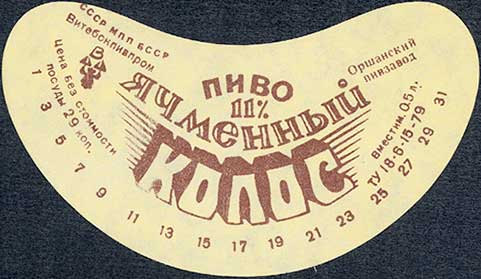 СССР МПП БССР
Витебскпивпром
Цена без стоимости
посуды 29 коп.
ПИВО
11%
ЯЧМЕННЫЙ
КОЛОС
Оршанский
пивзавод
Вместим. 0,5 л.
ТУ 18-6-15-79
1 3 5 7 9 11 13 15 17 19 21 23 25 27 29 31